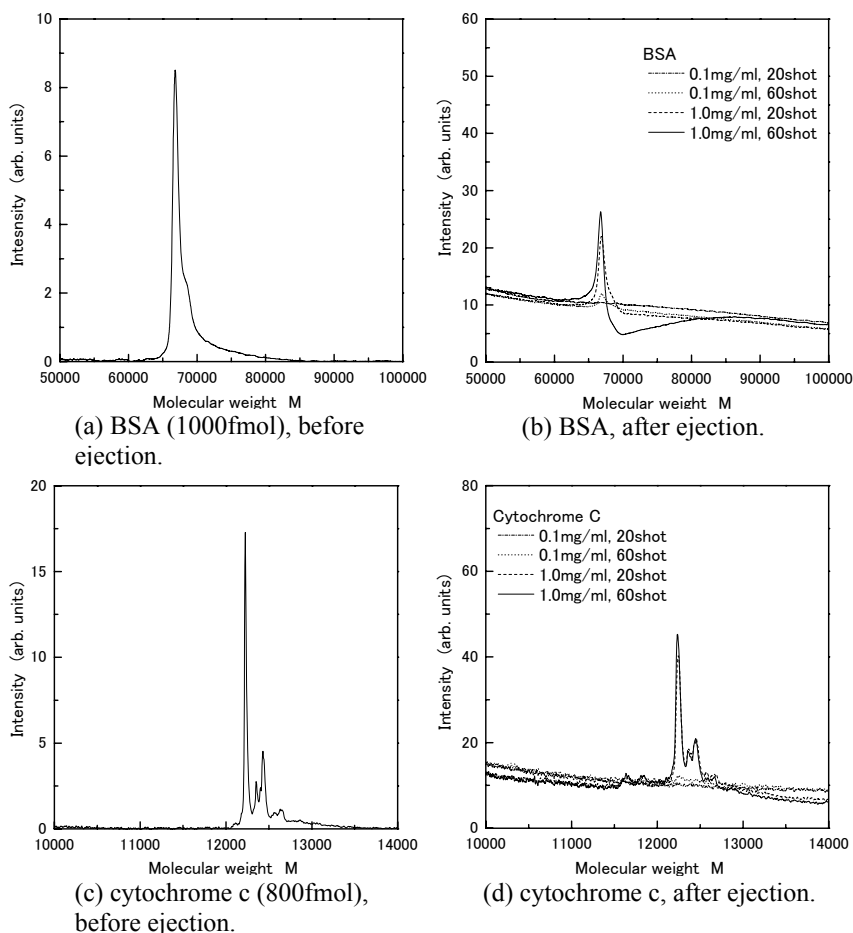 10
8
6
4
2
0
Intesnsity (arb. units)
50000 60000 70000 80000 90000 100000
Molecular weight M
(a) BSA (1000fmol), before
ejection.
60
50
40
30
20
10
0
Intensity (arb. units)
BSA
0.1mg/ml, 20shot
0.1mg/ml, 60shot
1.0mg/ml, 20shot
1.0mg/ml, 60shot
50000 60000 70000 80000 90000 100000
Molecular weight M
(b) BSA, after ejection.
20
15
10
5
0
Intensity (arb. units)
10000 11000 12000 13000 14000
Molecular weight M
(c) cytochrome c (800fmol),
before ejection.
80
60
40
20
0
Intensity (arb. units)
Cytochrome C
0.1mg/ml, 20shot
0.1mg/ml, 60shot
1.0mg/ml, 20shot
1.0mg/ml, 60shot
10000 11000 12000 13000 14000
Molecular weight M
(d) cytochrome c, after ejection.